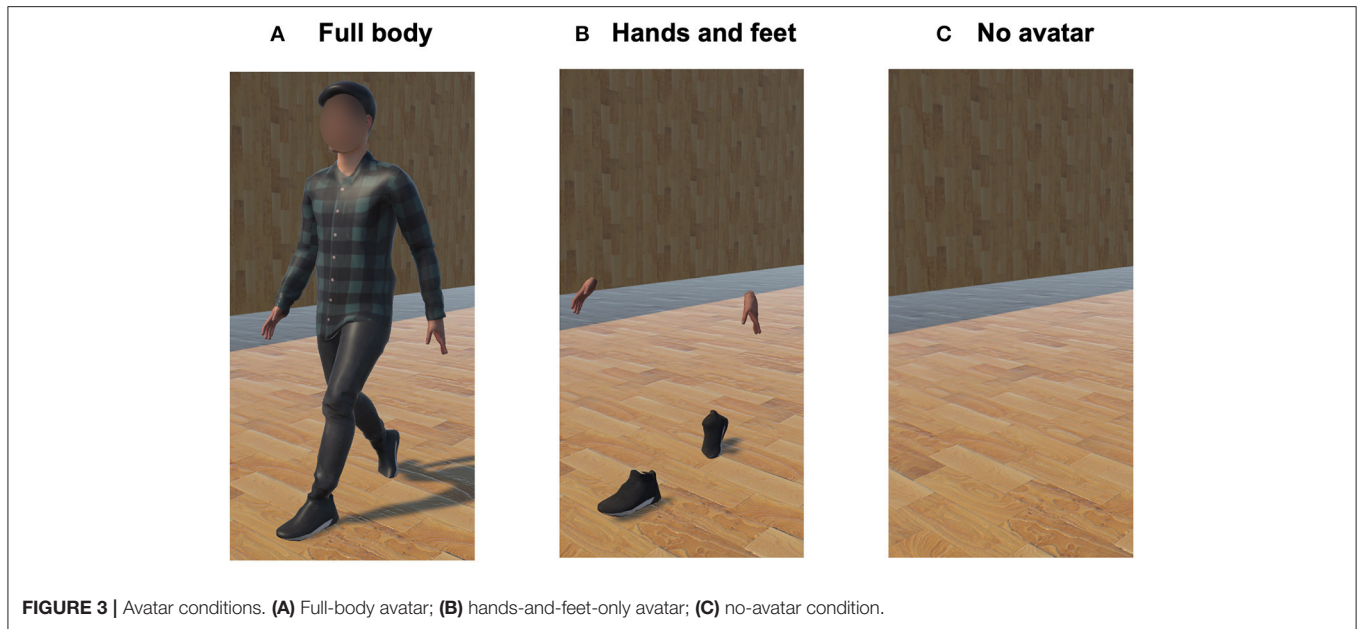 A Full body
B Hands and feet
C No avatar
FIGURE 3 | Avatar conditions. (A) Full-body avatar; (B) hands-and-feet-only avatar; (C) no-avatar condition.